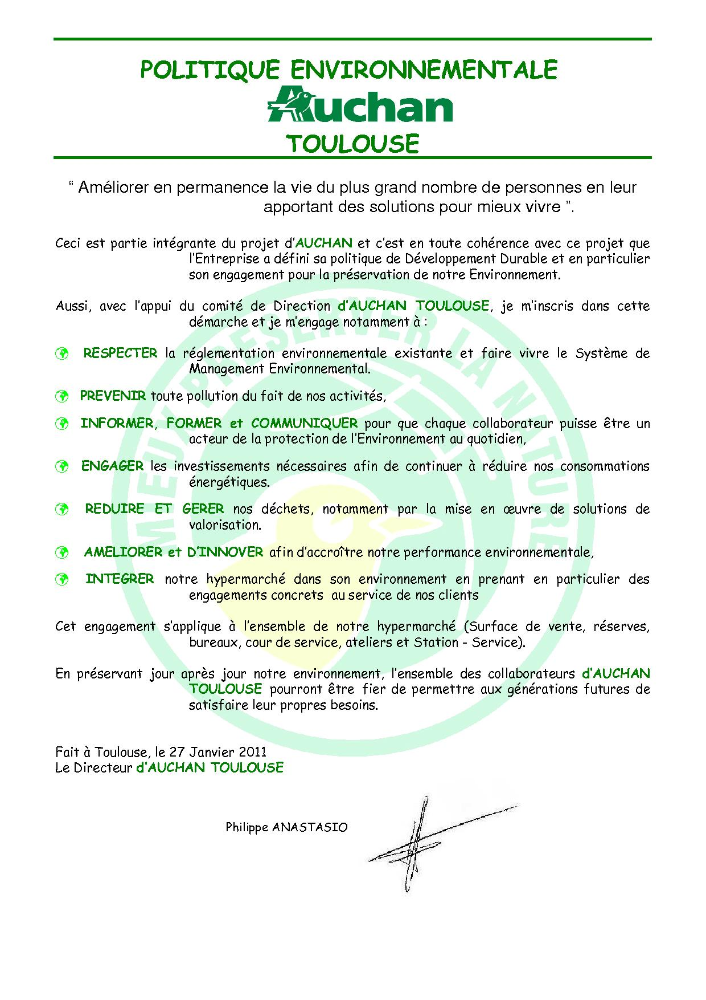 POLITIQUE ENVIRONNEMENTALE
Auchan
TOULOUSE
“ Améliorer en permanence la vie du plus grand nombre de personnes en leur
apportant des solutions pour mieux vivre ”.
Ceci est partie intégrante du projet d’AUCHAN et c’est en toute cohérence avec ce projet que
l’Entreprise a défini sa politique de Développement Durable et en particulier
son engagement pour la préservation de notre Environnement.
Aussi, avec l’appui du comité de Direction d’AUCHAN TOULOUSE, je m’inscris dans cette
démarche et je m’engage notamment à :
RESPECTER la réglementation environnementale existante et faire vivre le Système de
Management Environnemental.
PREVENIR toute pollution du fait de nos activités,
INFORMER, FORMER et COMMUNIQUER pour que chaque collaborateur puisse être un
acteur de la protection de l’Environnement au quotidien,
ENGAGER les investissements nécessaires afin de continuer à réduire nos consommations
énergétiques.
REDUIRE ET GERER nos déchets, notamment par la mise en œuvre de solutions de
valorisation.
AMELIORER et D’INNOVER afin d’accroître notre performance environnementale,
INTEGRER notre hypermarché dans son environnement en prenant en particulier des
engagements concrets au service de nos clients
Cet engagement s’applique à l’ensemble de notre hypermarché (Surface de vente, réserves,
bureaux, cour de service, ateliers et Station - Service).
En préservant jour après jour notre environnement, l’ensemble des collaborateurs d’AUCHAN
TOULOUSE pourront être fier de permettre aux générations futures de
satisfaire leur propres besoins.
Fait à Toulouse, le 27 Janvier 2011
Le Directeur d’AUCHAN TOULOUSE
Philippe ANASTASIO
MIEUX PRESERVER LA NATURE